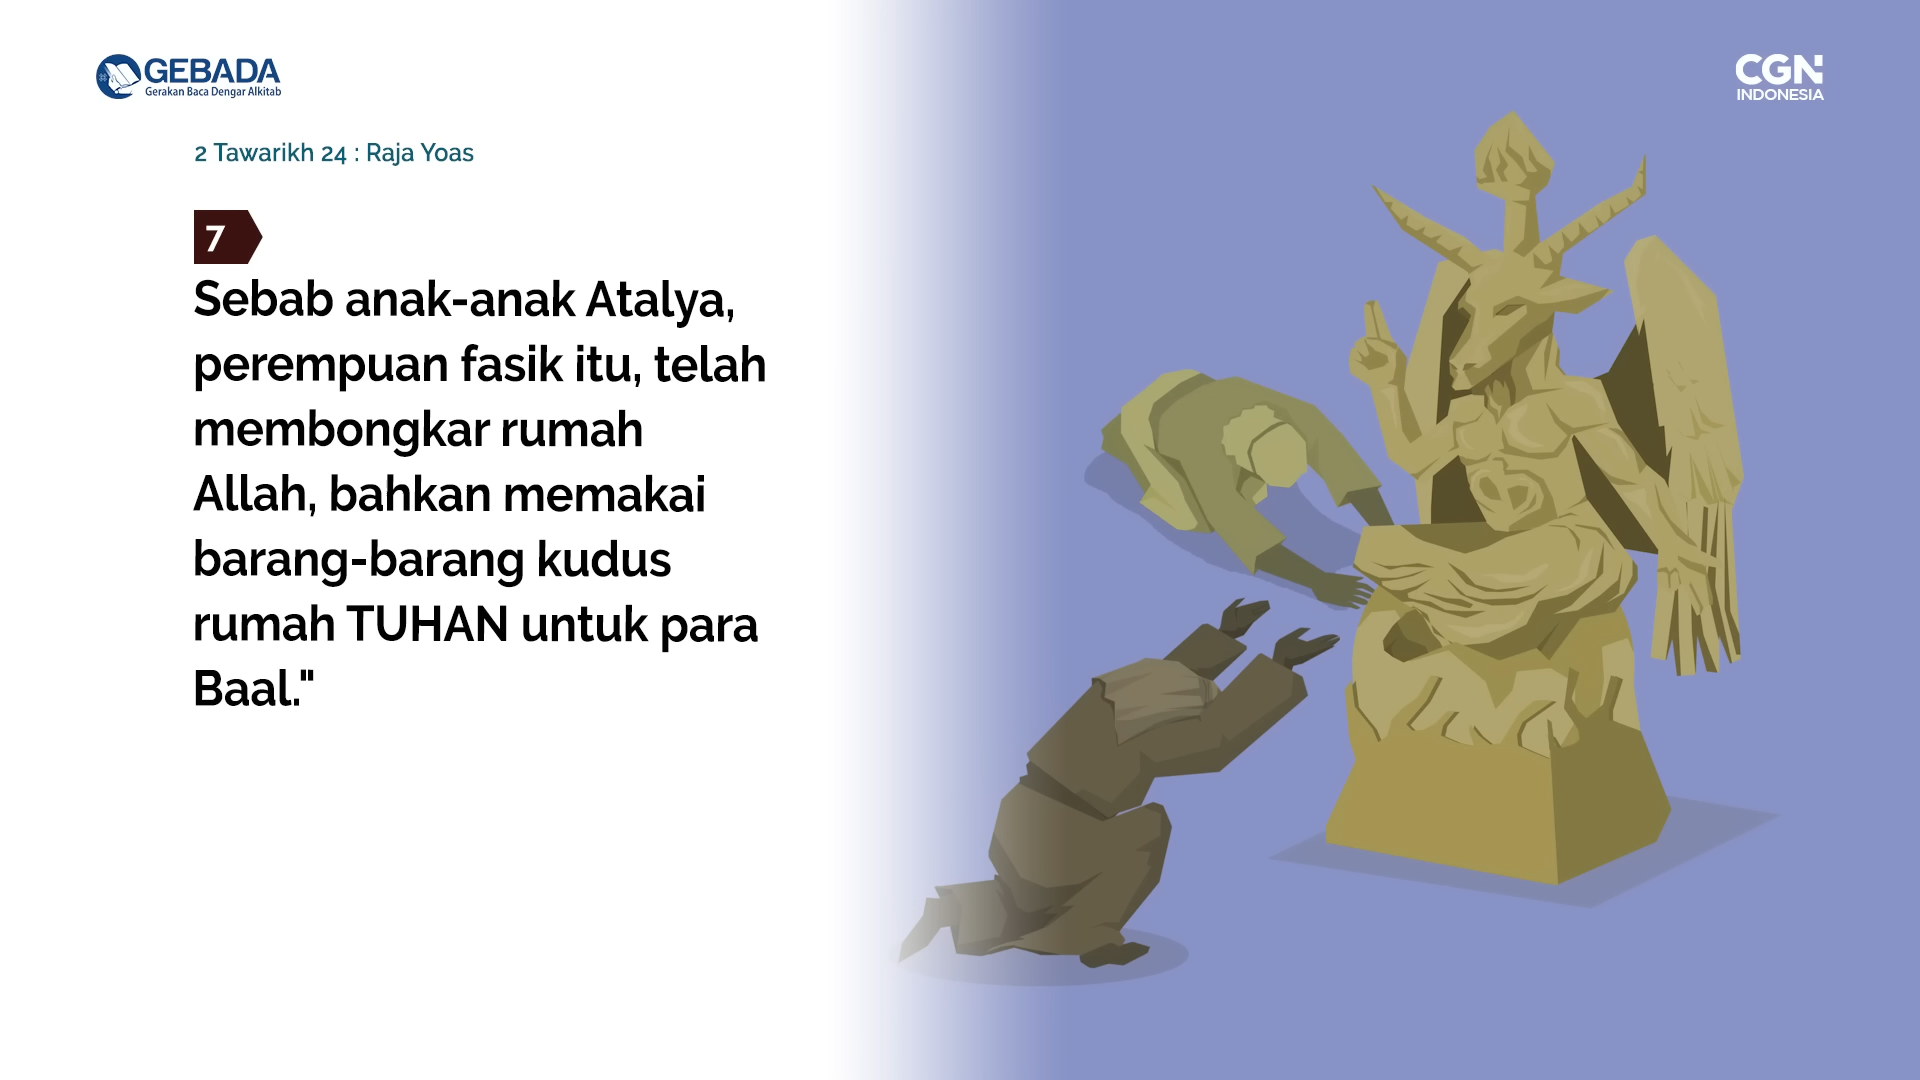 GEBADA
Gerakan Baca Dengar Alkitab
CGN
INDONESIA
2 Tawarikh 24 : Raja Yoas
7
Sebab anak-anak Atalya,
perempuan fasik itu, telah
membongkar rumah
Allah, bahkan memakai
barang-barang kudus
rumah TUHAN untuk para
Baal."